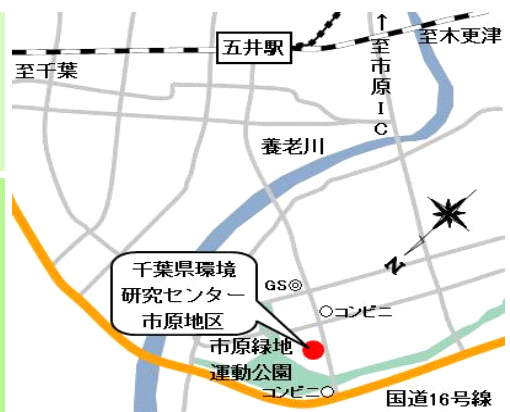 五井駅
至木更津
至千葉
↑至市原IC
養老川
N
千葉県環境
研究センター
市原地区
GS◎
○コンビニ
市原緑地
運動公園
コンビニ○
国道16号線